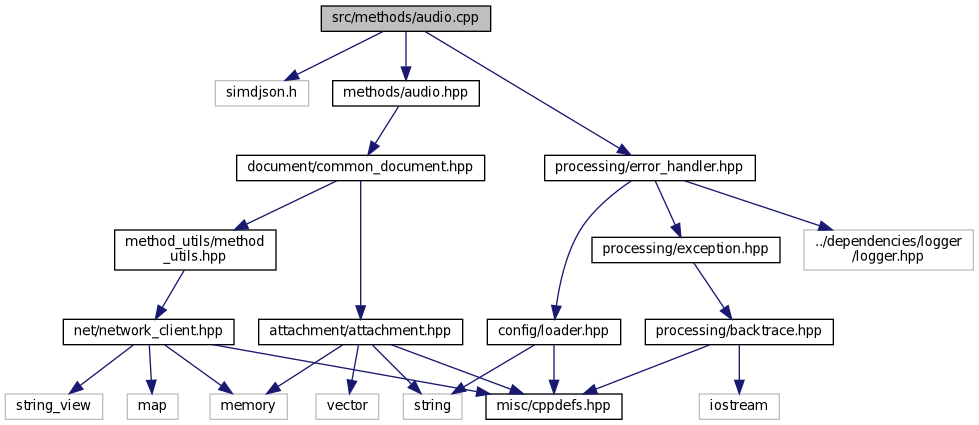 src/methods/audio.cpp
simdjson.h
methods/audio.hpp
document/common_document.hpp
processing/error_handler.hpp
method_utils/method
_utils.hpp
processing/exception.hpp
../dependencies/logger
/logger.hpp
net/network_client.hpp
attachment/attachment.hpp
config/loader.hpp
processing/backtrace.hpp
string_view
map
memory
vector
string
misc/cppdefs.hpp
iostream